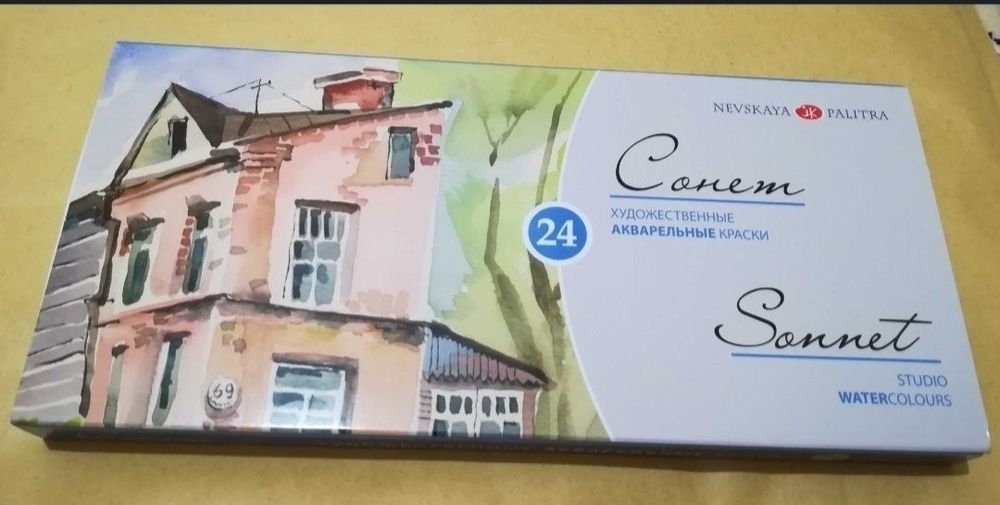 NEVSKAYA PALITRA
Сонет
ХУДОЖЕСТВЕННЫЕ
АКВАРЕЛЬНЫЕ КРАСКИ
24
Sonnet
STUDIO
WATERCOLOURS
69